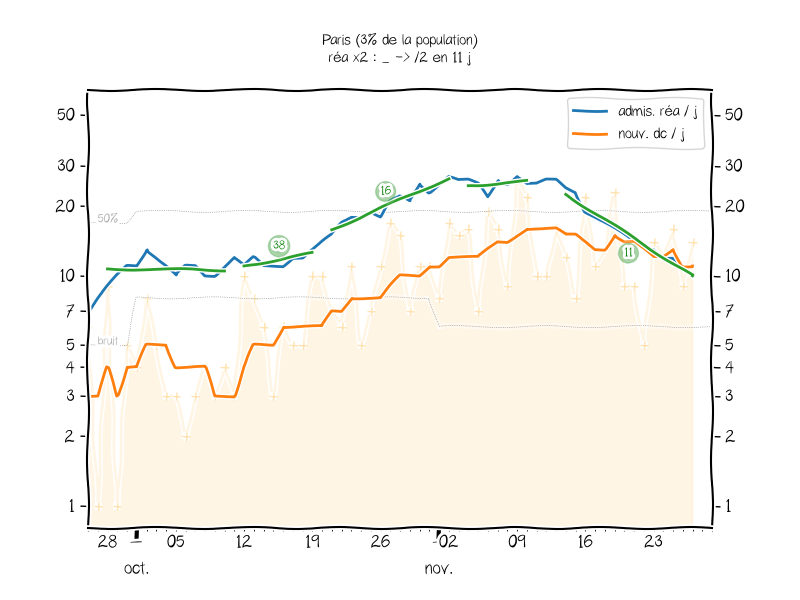 Paris (3% de la population)
réa x2 : _ -> /2 en 11 j
admis. réa / j
nouv. dc / j
50 50
30 30
20 20
10 10
7 7
5 5
4 4
3 3
2 2
1 1
50%
bruit
38
16
11
28 05 12 19 26 02 09 16 23
oct. nov.